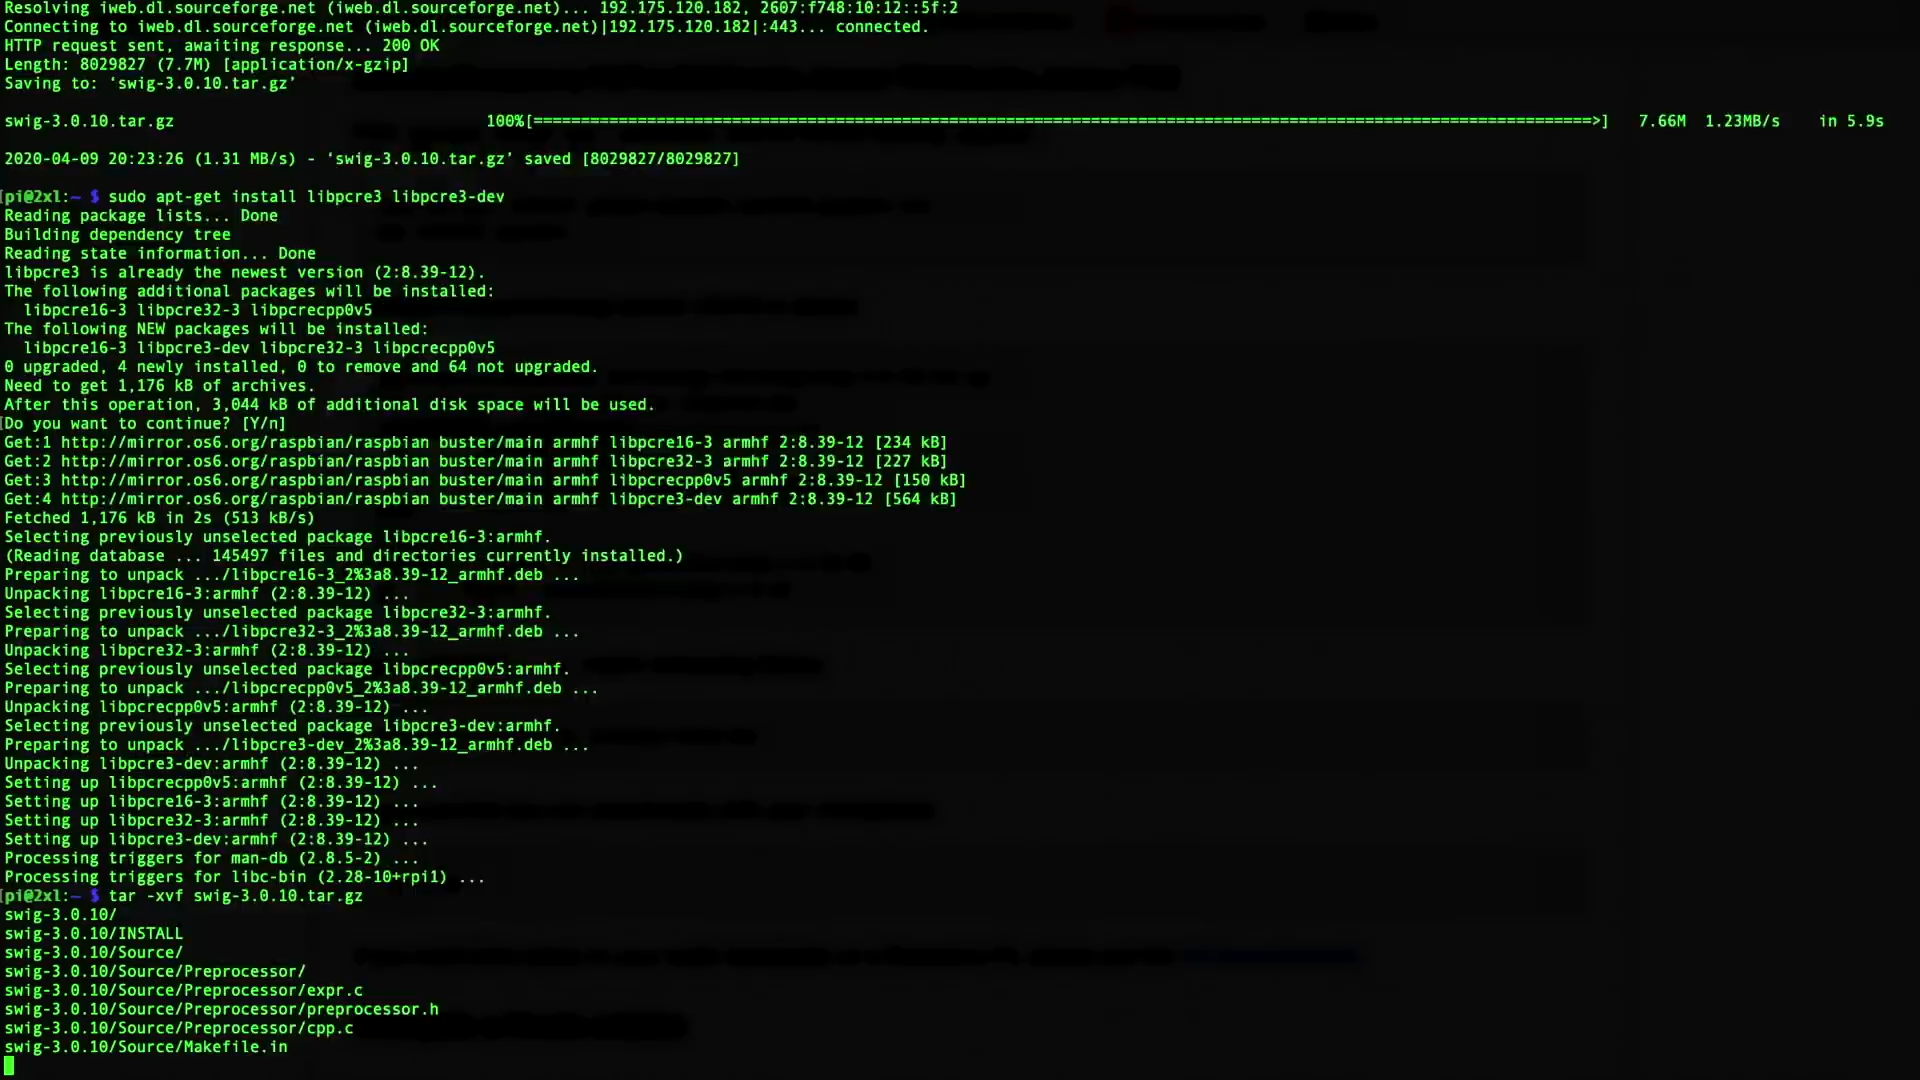 Resolving iweb.dl.sourceforge.net (iweb.dl.sourceforge.net)... 192.175.120.182, 2607:f748:10:12::5f:2
Connecting to iweb.dl.sourceforge.net (iweb.dl.sourceforge.net)|192.175.120.182|:443... connected.
HTTP request sent, awaiting response... 200 OK
Length: 8029827 (7.7M) [application/x-gzip]
Saving to: ‘swig-3.0.10.tar.gz’
swig-3.0.10.tar.gz 100%[================================================================================================================>] 7.66M 1.23MB/s in 5.9s
2020-04-09 20:23:26 (1.31 MB/s) - ‘swig-3.0.10.tar.gz’ saved [8029827/8029827]
[pi@2xl:~ $ sudo apt-get install libpcre3 libpcre3-dev
Reading package lists... Done
Building dependency tree
Reading state information... Done
libpcre3 is already the newest version (2:8.39-12).
The following additional packages will be installed:
libpcre16-3 libpcre32-3 libpcrecpp0v5
The following NEW packages will be installed:
libpcre16-3 libpcre3-dev libpcre32-3 libpcrecpp0v5
0 upgraded, 4 newly installed, 0 to remove and 64 not upgraded.
Need to get 1,176 kB of archives.
After this operation, 3,044 kB of additional disk space will be used.
[Do you want to continue? [Y/n]
Get:1 http://mirror.os6.org/raspbian/raspbian buster/main armhf libpcre16-3 armhf 2:8.39-12 [234 kB]
Get:2 http://mirror.os6.org/raspbian/raspbian buster/main armhf libpcre32-3 armhf 2:8.39-12 [227 kB]
Get:3 http://mirror.os6.org/raspbian/raspbian buster/main armhf libpcrecpp0v5 armhf 2:8.39-12 [150 kB]
Get:4 http://mirror.os6.org/raspbian/raspbian buster/main armhf libpcre3-dev armhf 2:8.39-12 [564 kB]
Fetched 1,176 kB in 2s (513 kB/s)
Selecting previously unselected package libpcre16-3:armhf.
(Reading database ... 145497 files and directories currently installed.)
Preparing to unpack .../libpcre16-3_2%3a8.39-12_armhf.deb ...
Unpacking libpcre16-3:armhf (2:8.39-12) ...
Selecting previously unselected package libpcre32-3:armhf.
Preparing to unpack .../libpcre32-3_2%3a8.39-12_armhf.deb ...
Unpacking libpcre32-3:armhf (2:8.39-12) ...
Selecting previously unselected package libpcrecpp0v5:armhf.
Preparing to unpack .../libpcrecpp0v5_2%3a8.39-12_armhf.deb ...
Unpacking libpcrecpp0v5:armhf (2:8.39-12) ...
Selecting previously unselected package libpcre3-dev:armhf.
Preparing to unpack .../libpcre3-dev_2%3a8.39-12_armhf.deb ...
Unpacking libpcre3-dev:armhf (2:8.39-12) ...
Setting up libpcrecpp0v5:armhf (2:8.39-12) ...
Setting up libpcre16-3:armhf (2:8.39-12) ...
Setting up libpcre32-3:armhf (2:8.39-12) ...
Setting up libpcre3-dev:armhf (2:8.39-12) ...
Processing triggers for man-db (2.8.5-2) ...
Processing triggers for libc-bin (2.28-10+rpi1) ...
[pi@2xl:~ $ tar -xvf swig-3.0.10.tar.gz
swig-3.0.10/
swig-3.0.10/INSTALL
swig-3.0.10/Source/
swig-3.0.10/Source/Preprocessor/
swig-3.0.10/Source/Preprocessor/expr.c
swig-3.0.10/Source/Preprocessor/preprocessor.h
swig-3.0.10/Source/Preprocessor/cpp.c
swig-3.0.10/Source/Makefile.in